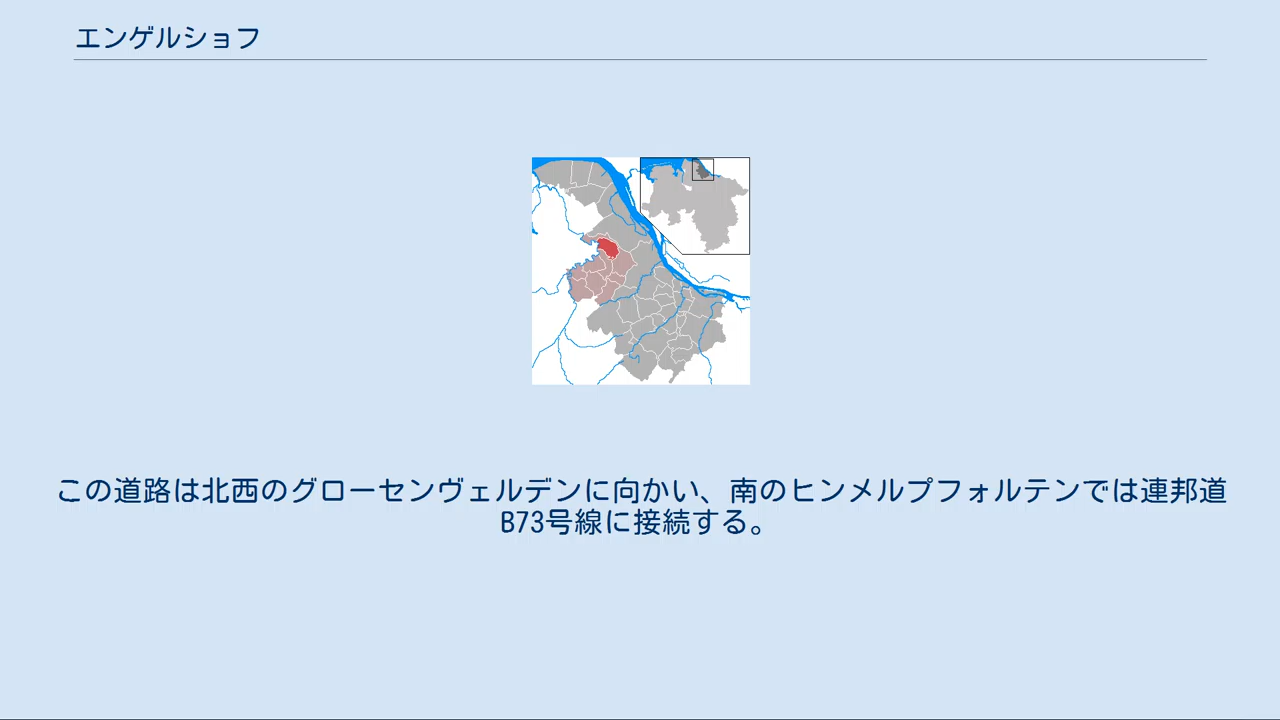 エンゲルショフ
この道路は北西のグローセンヴェルデンに向かい、南のヒンメルプフォルテンでは連邦道
B73号線に接続する。